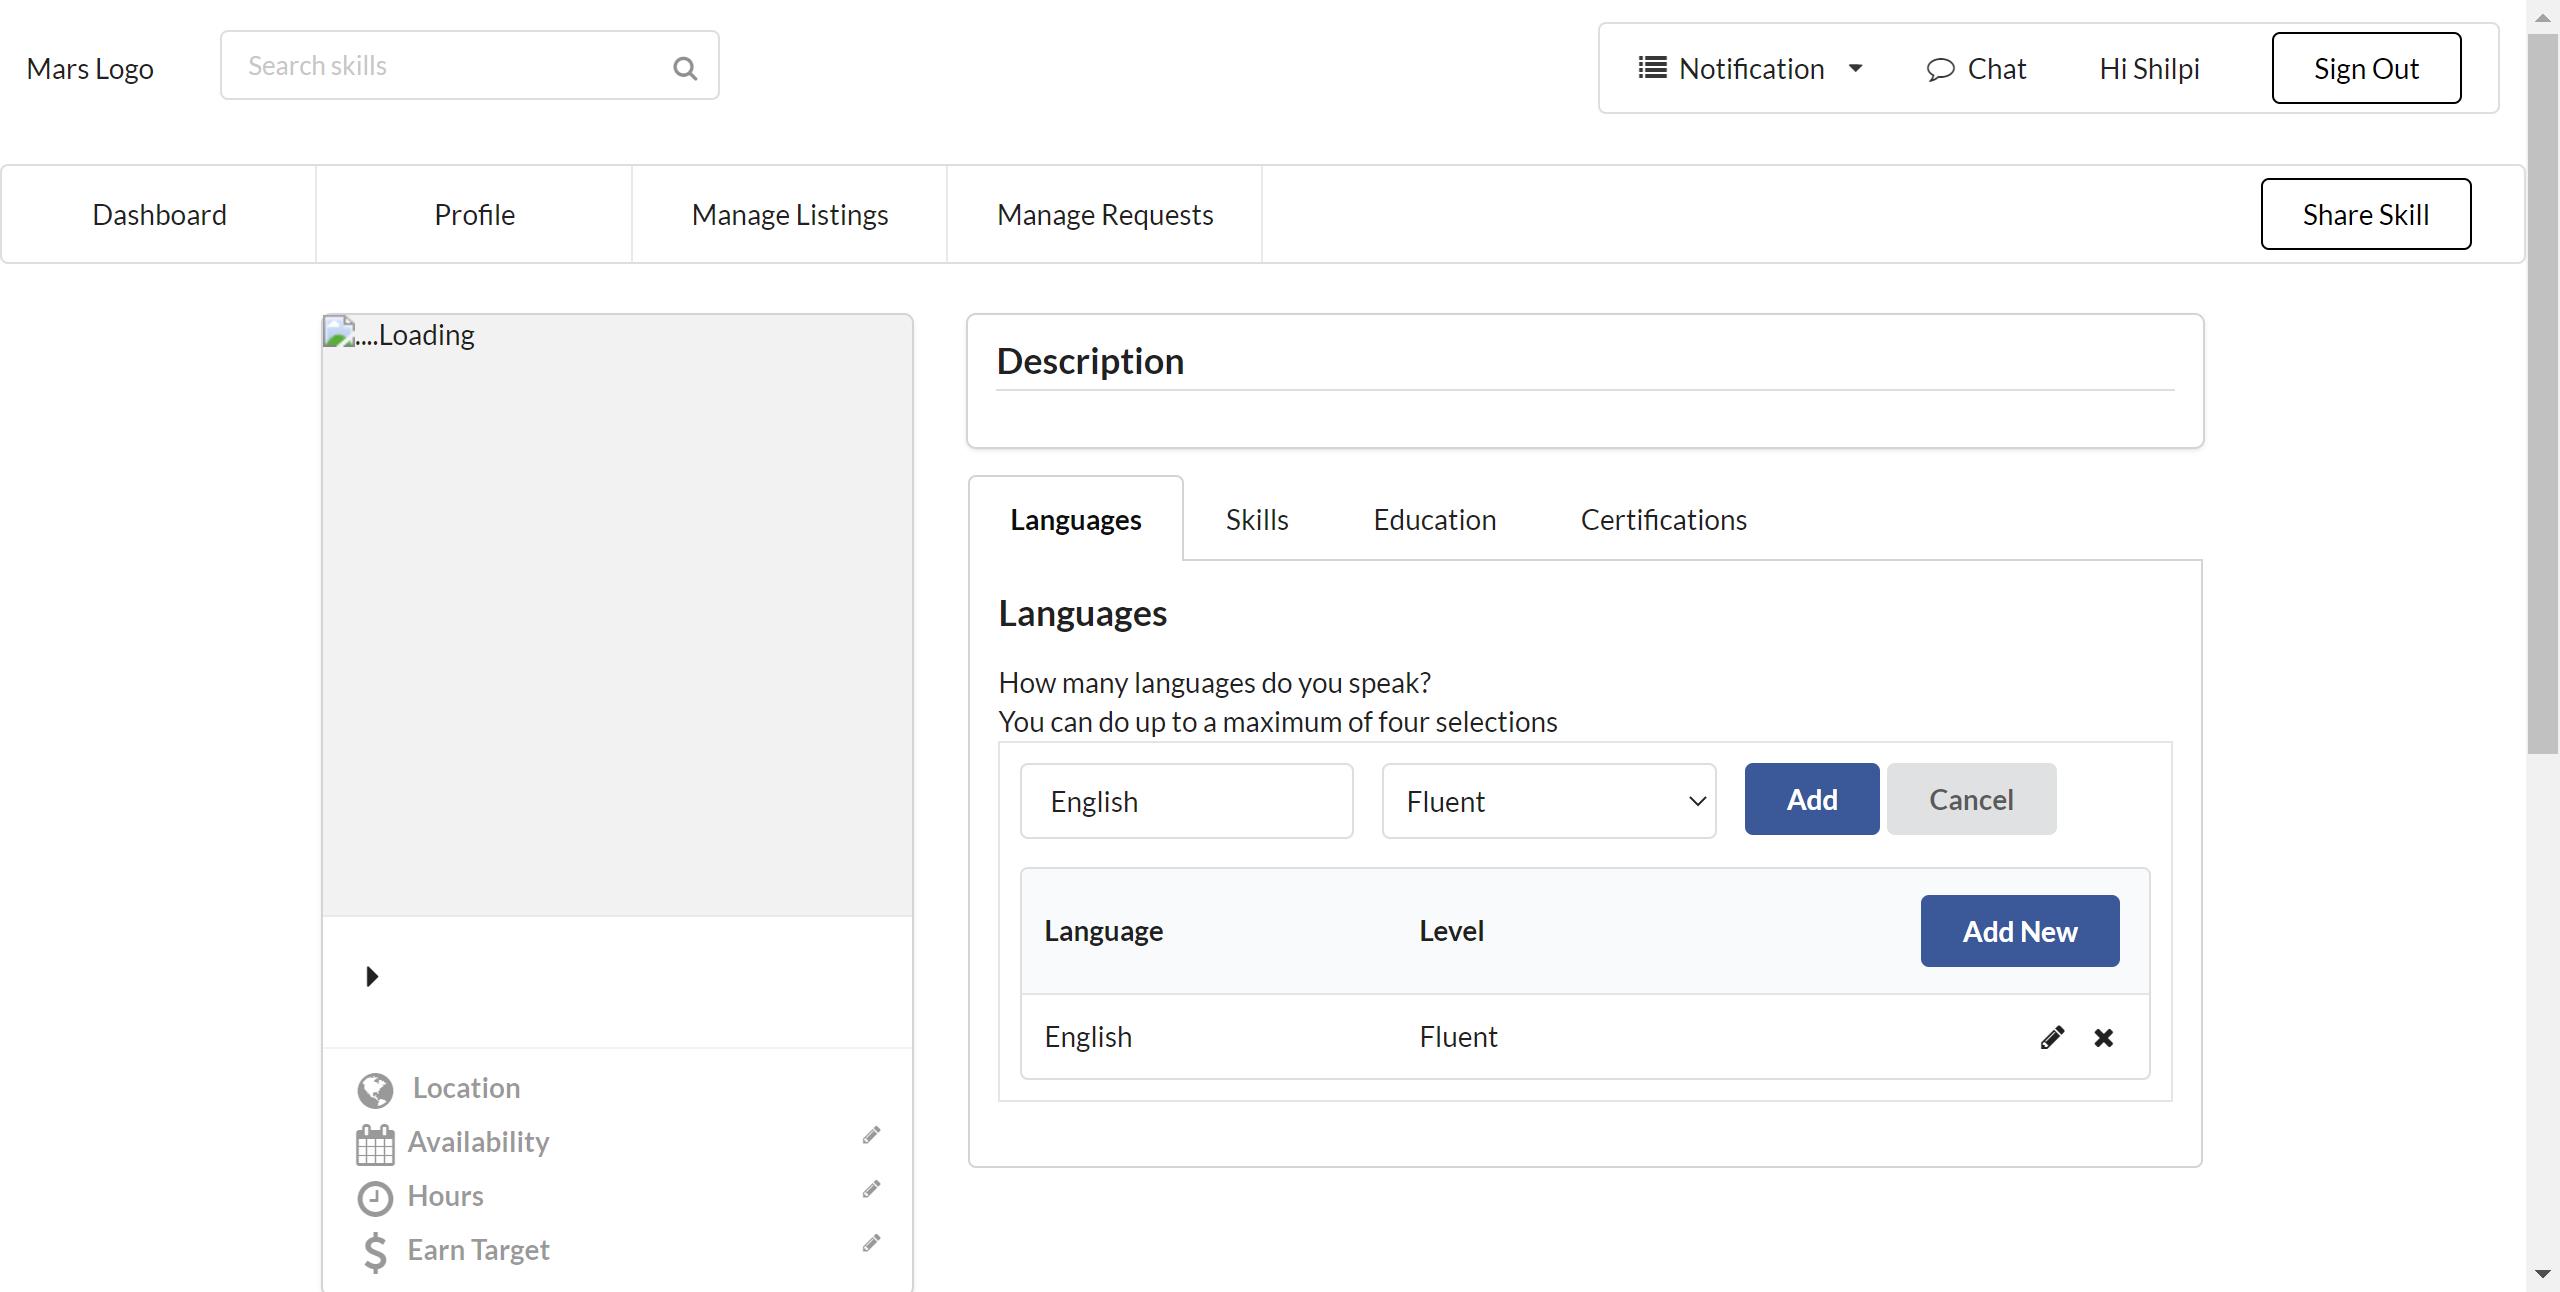 Mars Logo
Search skills
Notification
Chat
Hi Shilpi
Sign Out
Dashboard
Profile
Manage Listings
Manage Requests
Share Skill
....Loading
Location
Availability
Hours
Earn Target
Description
Languages
Skills
Education
Certifications
Languages
How many languages do you speak?
You can do up to a maximum of four selections
English
Fluent
Add
Cancel
Language
Level
Add New
English
Fluent